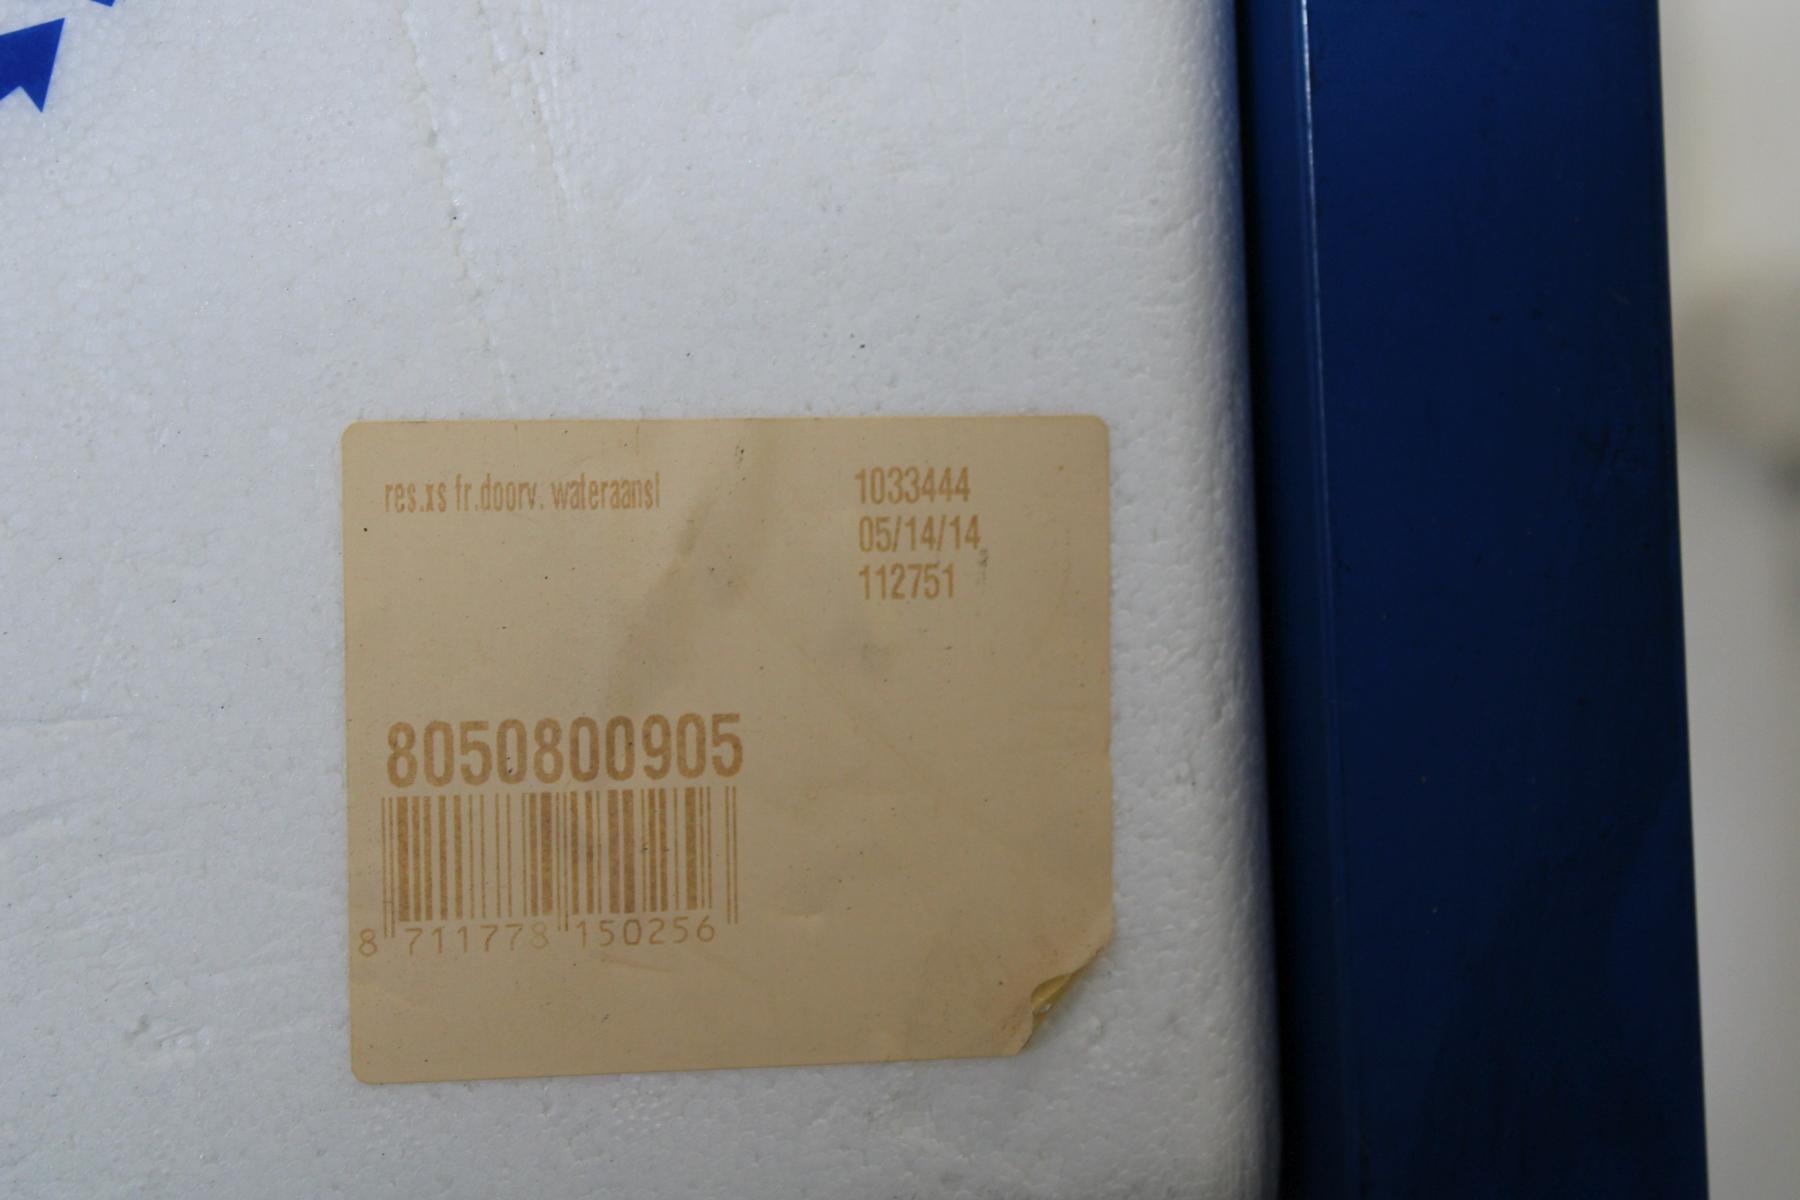 res.xs fr.doorv. wateraansl
1033444
05/14/14
112751
8050800905
8 711778 150256